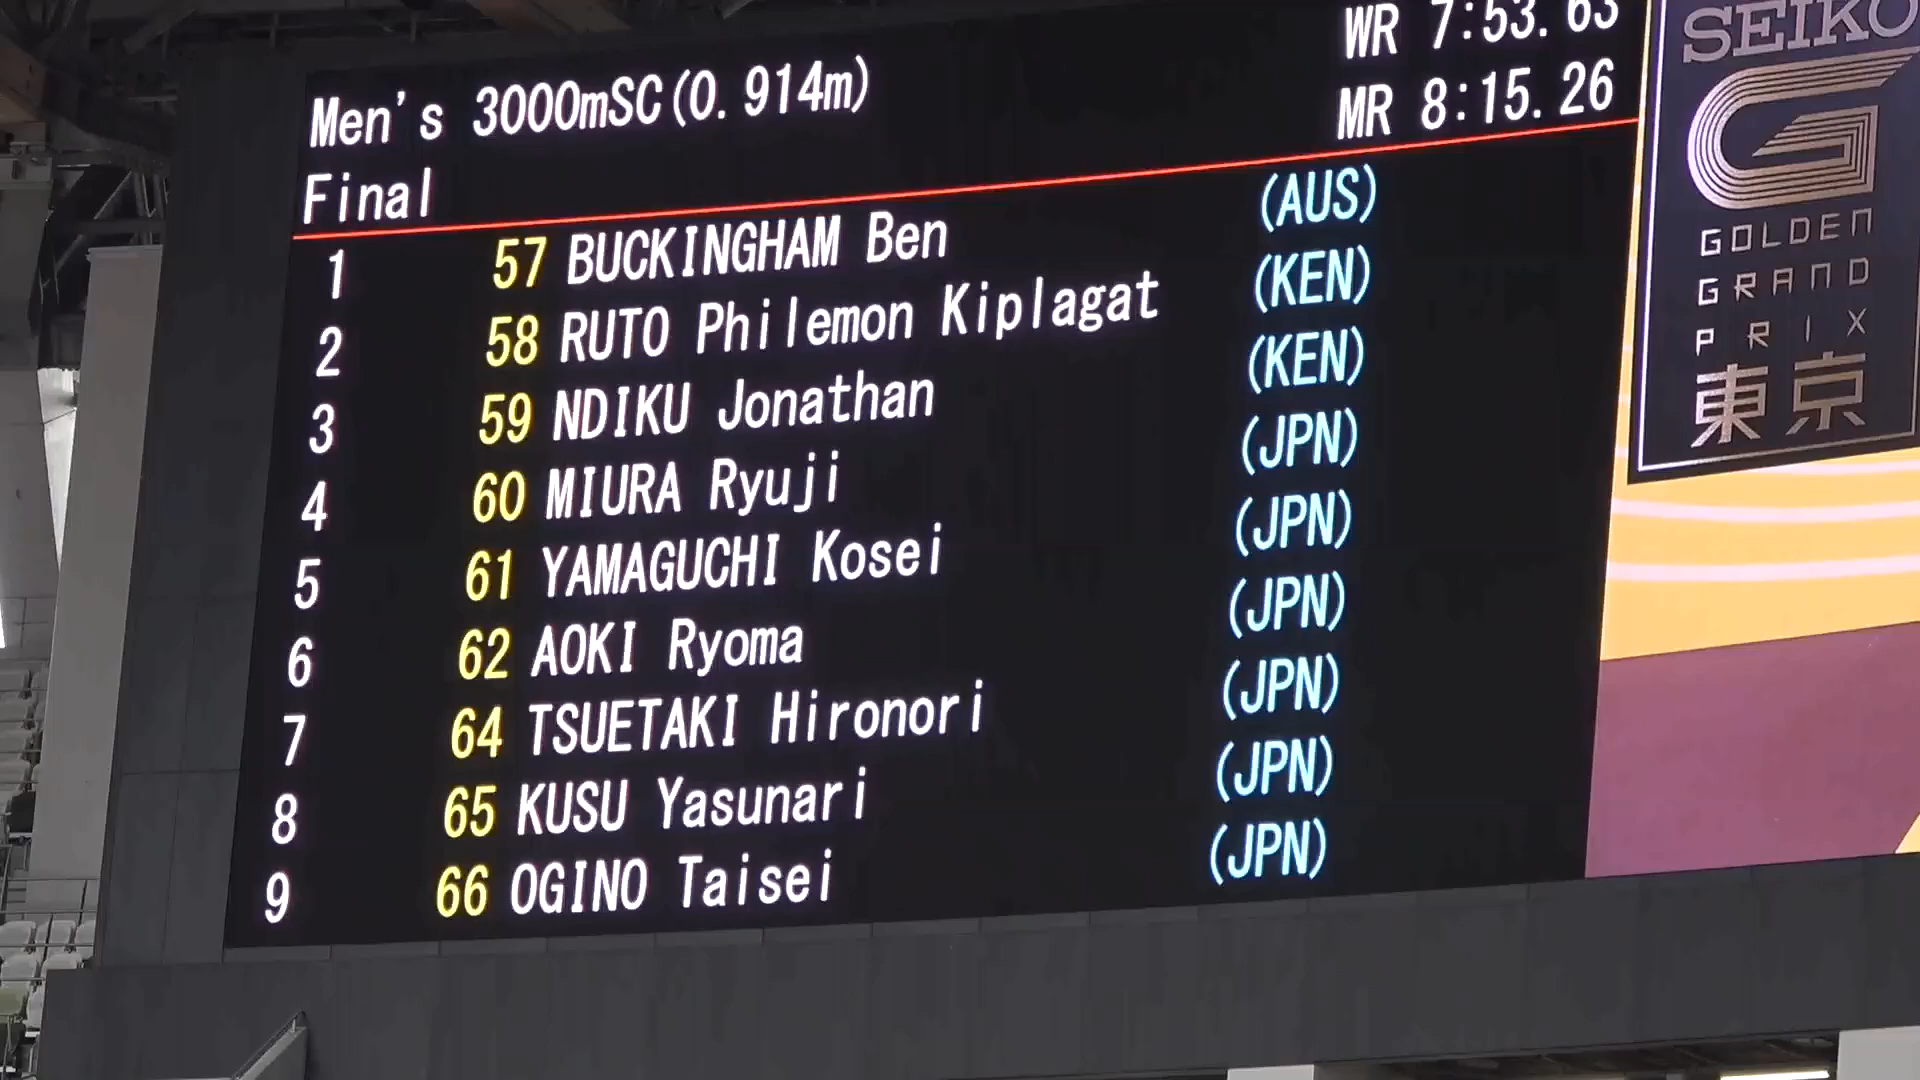 WR 7:53.63
Men's 3000mSC(0.914m)
MR 8:15.26
Final
1 57 BUCKINGHAM Ben (AUS)
2 58 RUTO Philemon Kiplagat (KEN)
3 59 NDIKU Jonathan (KEN)
4 60 MIURA Ryuji (JPN)
5 61 YAMAGUCHI Kosei (JPN)
6 62 AOKI Ryoma (JPN)
7 64 TSUETAKI Hironori (JPN)
8 65 KUSU Yasunari (JPN)
9 66 OGINO Taisei (JPN)
SEIKO
G
GOLDEN
GRAND
PRIX
東京